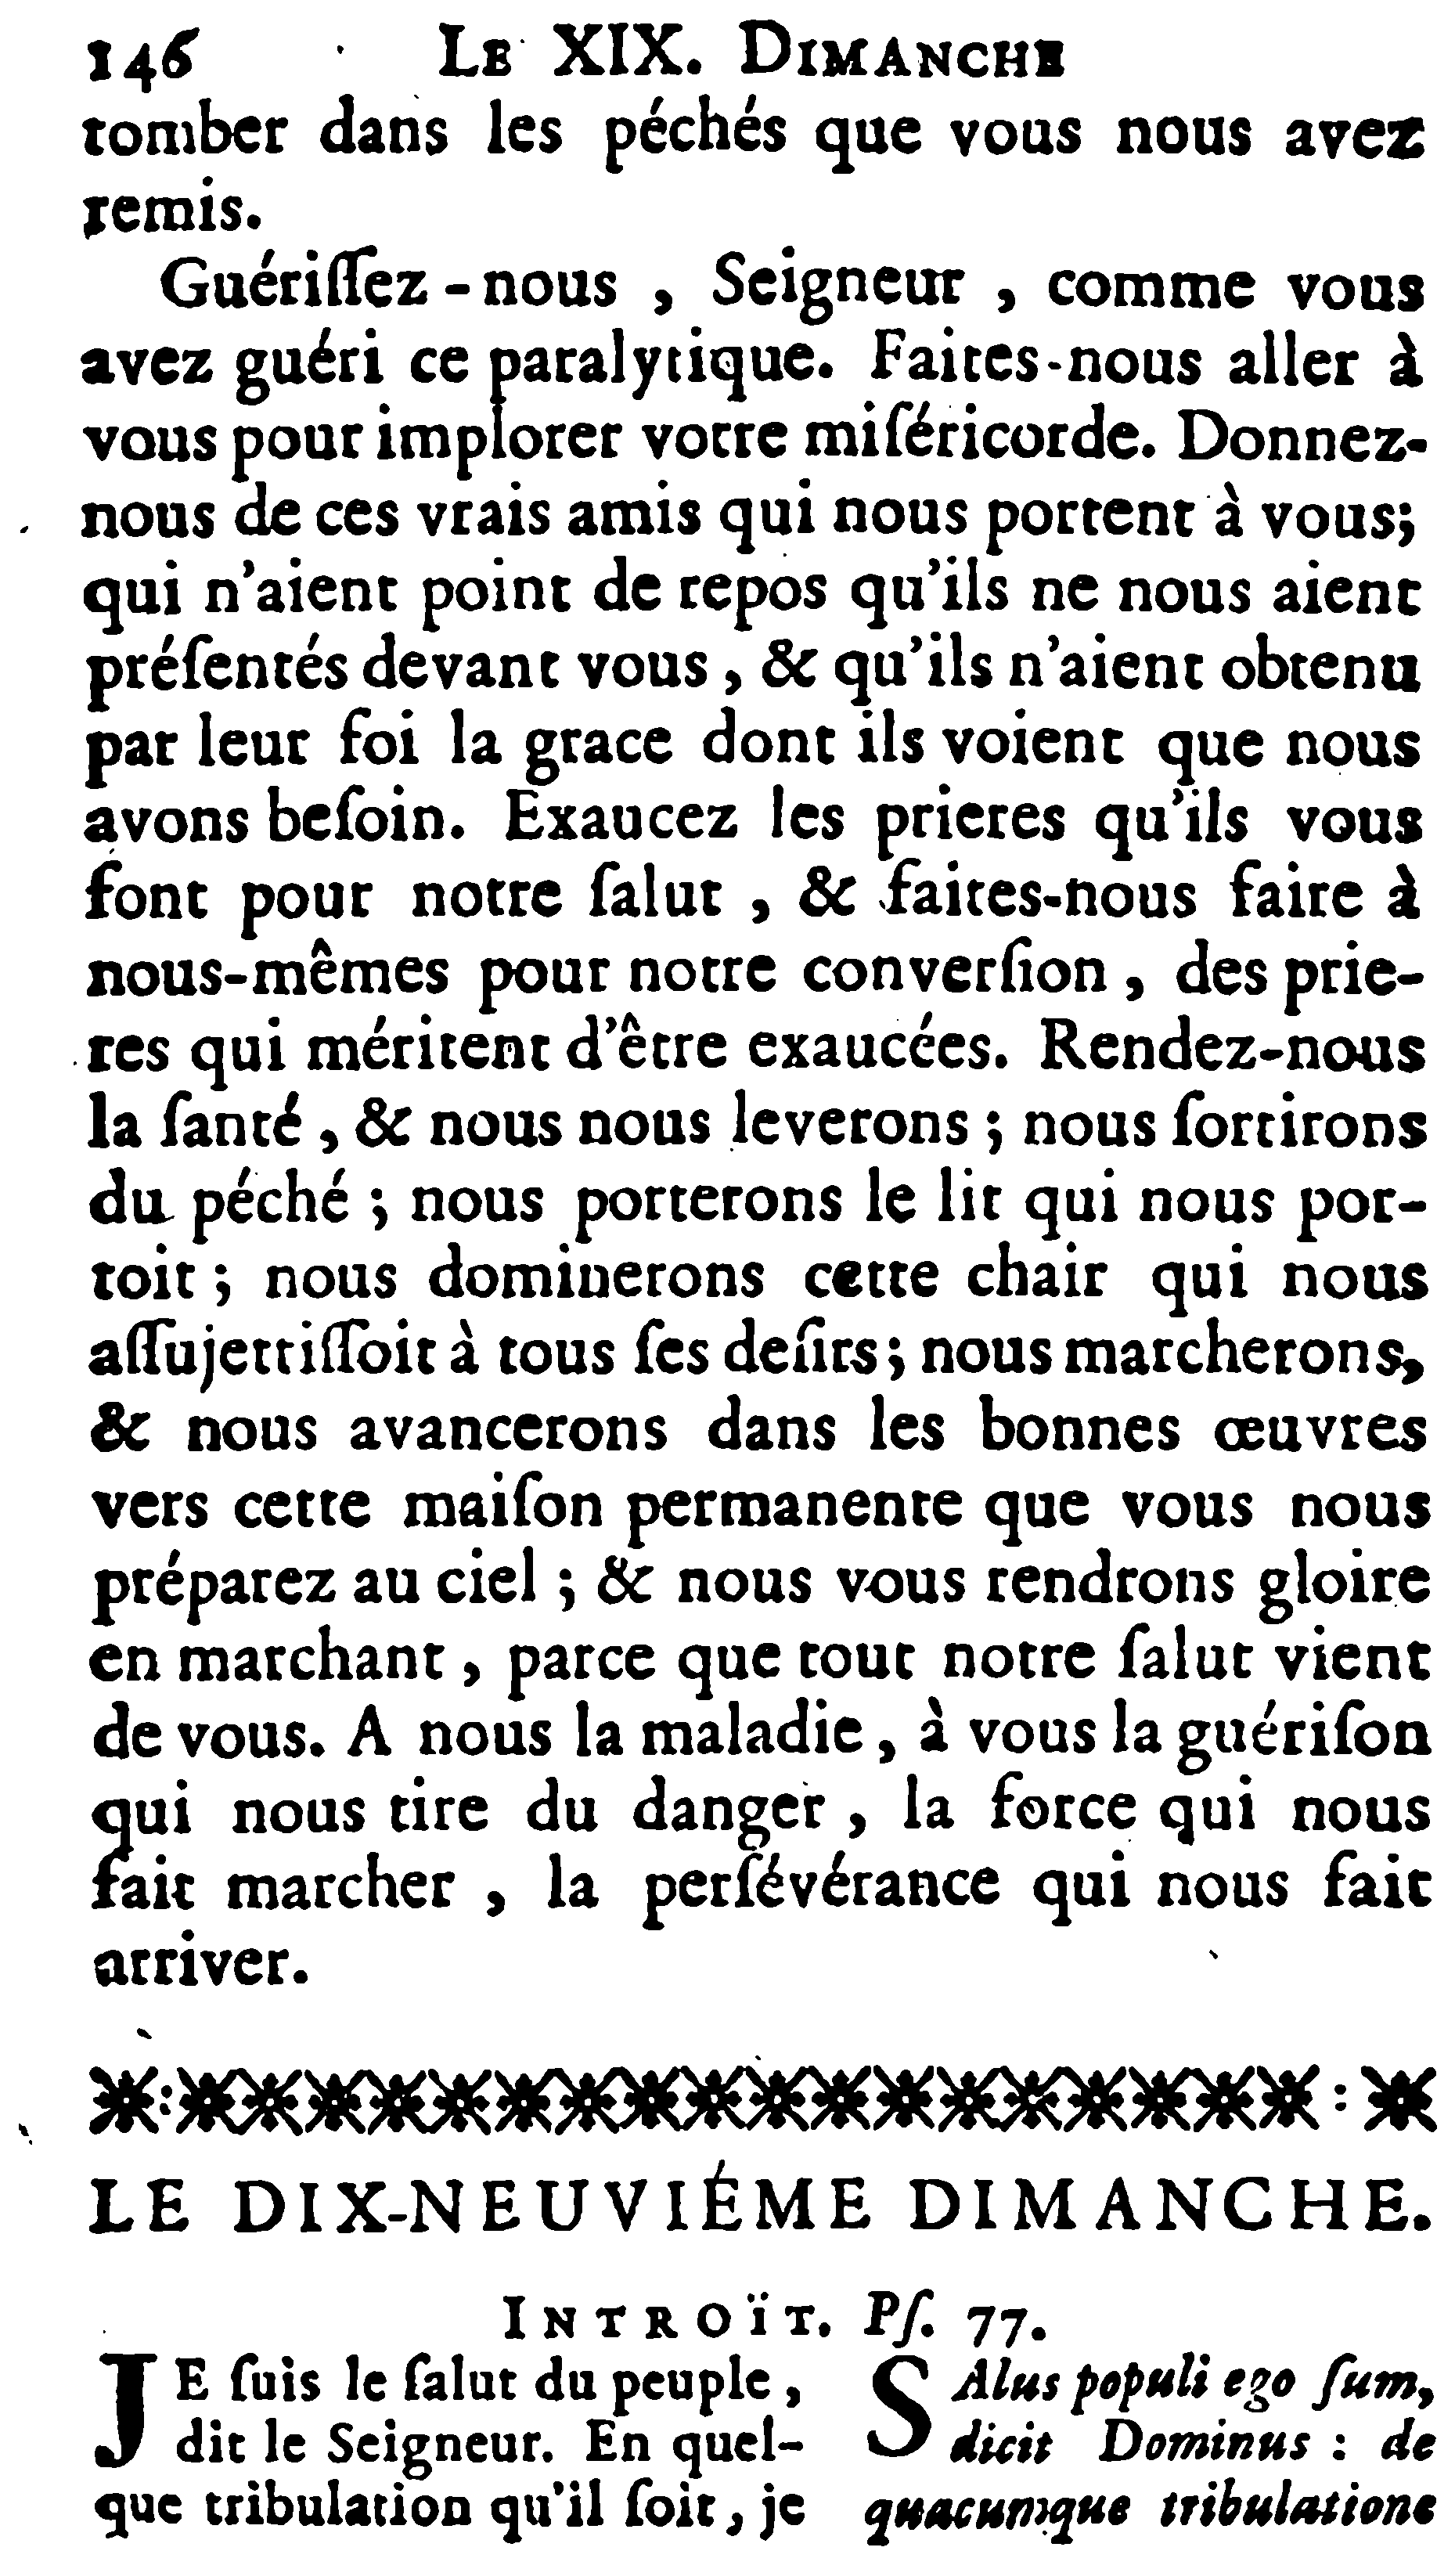 146 LE XIX. DIMANCHE
tomber dans les péchés que vous nous avez
remis.
Guériſſez-nous, Seigneur, comme vous
avez guéri ce paralytique. Faites-nous aller à
vous pour implorer votre miſéricorde. Donnez-
nous de ces vrais amis qui nous portent à vous;
qui n'aient point de repos qu'ils ne nous aient
préſentés devant vous, & qu'ils n'aient obtenu
par leur foi la grace dont ils voient que nous
avons beſoin. Exaucez les prieres qu'ils vous
font pour notre ſalut, & faites-nous faire à
nous-mêmes pour notre converſion, des prie-
res qui méritent d'être exaucées. Rendez-nous
la ſanté, & nous nous leverons; nous ſortirons
du péché; nous porterons le lit qui nous por-
toit; nous dominerons cette chair qui nous
aſſujettiſſoit à tous ſes deſirs; nous marcherons,
& nous avancerons dans les bonnes œuvres
vers cette maiſon permanente que vous nous
préparez au ciel; & nous vous rendrons gloire
en marchant, parce que tout notre ſalut vient
de vous. A nous la maladie, à vous la guériſon
qui nous tire du danger, la force qui nous
fait marcher, la perſévérance qui nous fait
arriver.
LE DIX-NEUVIÉME DIMANCHE.
INTROÏT. Pſ. 77.
JE ſuis le ſalut du peuple,
dit le Seigneur. En quel-
que tribulation qu'il ſoit, je
SAlus populi ego ſum,
dicit Dominus : de
quacumque tribulatione